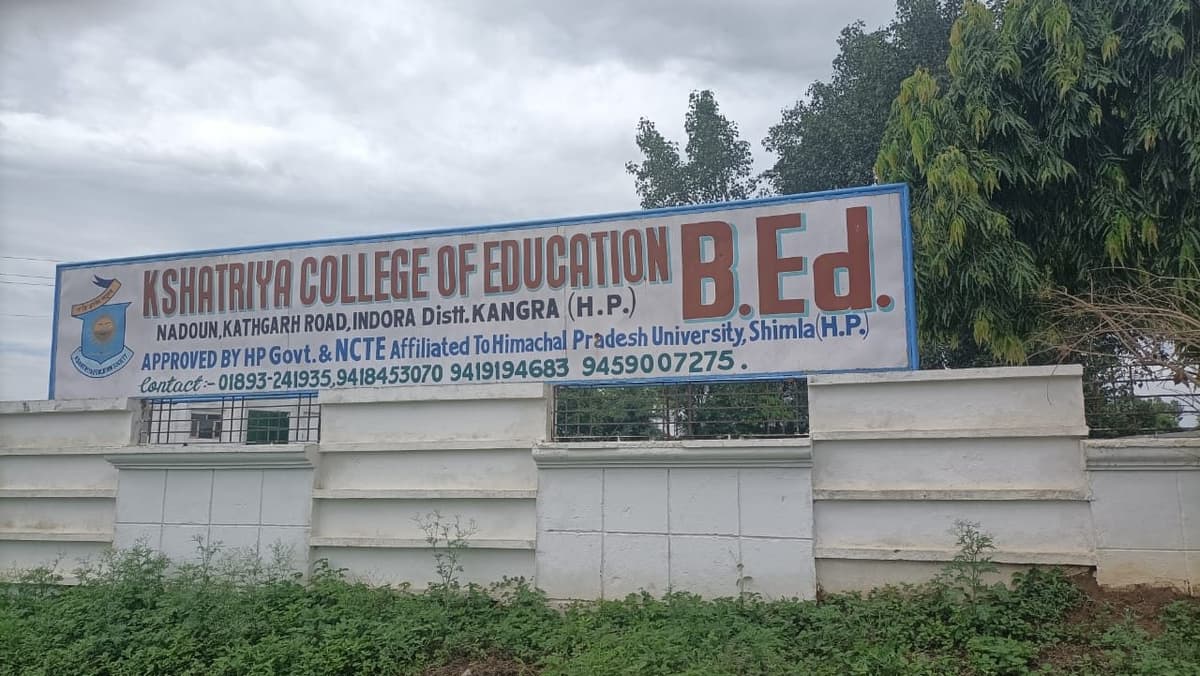 KSHATRIYA COLLEGE OF EDUCATION B.Ed.
NADOUN,KATHGARH ROAD,INDORA Distt.KANGRA (H.P.)
APPROVED BY HP Govt. & NCTE Affiliated To Himachal Pradesh University, Shimla (H.P.)
Contact:- 01893-241935,9418453070 9419194683 9459007275.